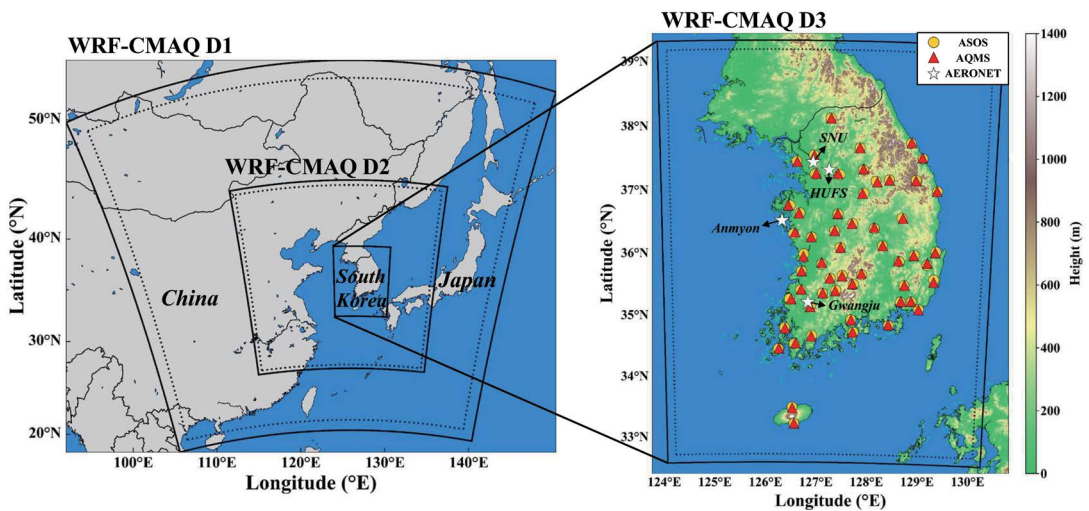 WRF-CMAQ D1
WRF-CMAQ D2
China
South
Korea
Japan
50°N
40°N
30°N
20°N
Latitude (°N)
100°E
110°E
120°E
130°E
140°E
Longitude (°E)
WRF-CMAQ D3
ASOS
AQMS
AERONET
SNU
HUFS
Anmyon
Gwangju
39°N
38°N
37°N
36°N
35°N
34°N
33°N
Latitude (°N)
124°E
125°E
126°E
127°E
128°E
129°E
130°E
Longitude (°E)
1400
1200
1000
800
600
400
200
0
Height (m)